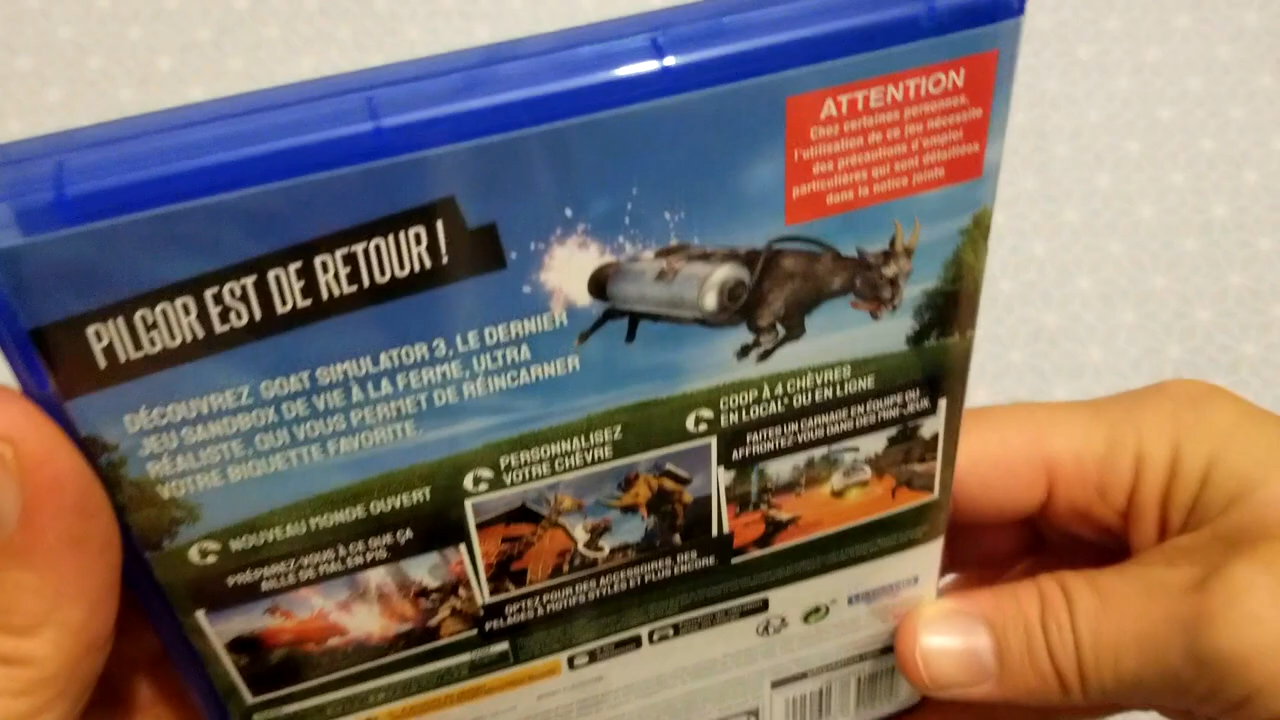 ATTENTION
Chez certaines personnes,
l'utilisation de ce jeu nécessite
des précautions d'emploi
particulières qui sont détaillées
dans la notice jointe
PILGOR EST DE RETOUR !
DÉCOUVREZ GOAT SIMULATOR 3, LE DERNIER
JEU SANDBOX DE VIE À LA FERME, ULTRA
RÉALISTE, QUI VOUS PERMET DE RÉINCARNER
VOTRE BIQUETTE FAVORITE.
NOUVEAU MONDE OUVERT
PRÉPAREZ-VOUS À CE QUE ÇA
AILLE DE MAL EN PIS.
PERSONNALISEZ
VOTRE CHÈVRE
OPTEZ POUR DES ACCESSOIRES, DES
PELAGES À MOTIFS STYLÉS ET PLUS ENCORE
COOP À 4 CHÈVRES
EN LOCAL* OU EN LIGNE
FAITES UN CARNAGE EN ÉQUIPE OU
AFFRONTEZ-VOUS DANS DES MINI-JEUX.